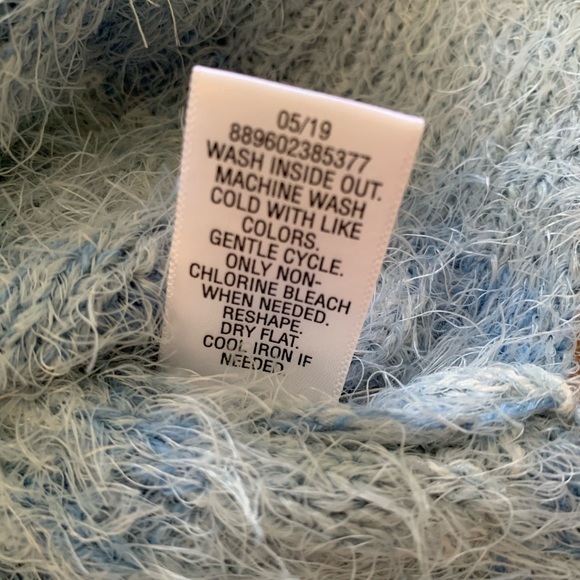 05/19
889602385377
WASH INSIDE OUT.
MACHINE WASH
COLD WITH LIKE
COLORS.
GENTLE CYCLE.
ONLY NON-
CHLORINE BLEACH
WHEN NEEDED.
RESHAPE.
DRY FLAT.
COOL IRON IF
NEEDED.